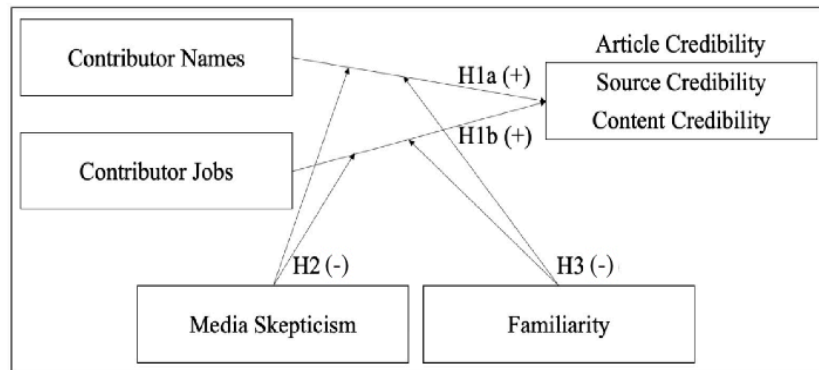 Contributor Names
Article Credibility
H1a (+)
Source Credibility
Content Credibility
H1b (+)
Contributor Jobs
H2 (-)
H3 (-)
Media Skepticism
Familiarity